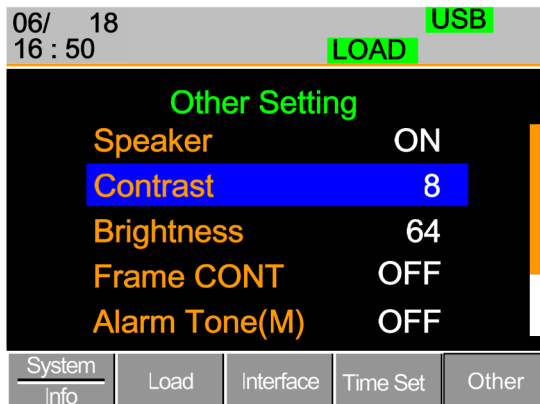 06/ 18 USB
16 : 50 LOAD
Other Setting
Speaker ON
Contrast 8
Brightness 64
Frame CONT OFF
Alarm Tone(M) OFF
System
Info Load Interface Time Set Other